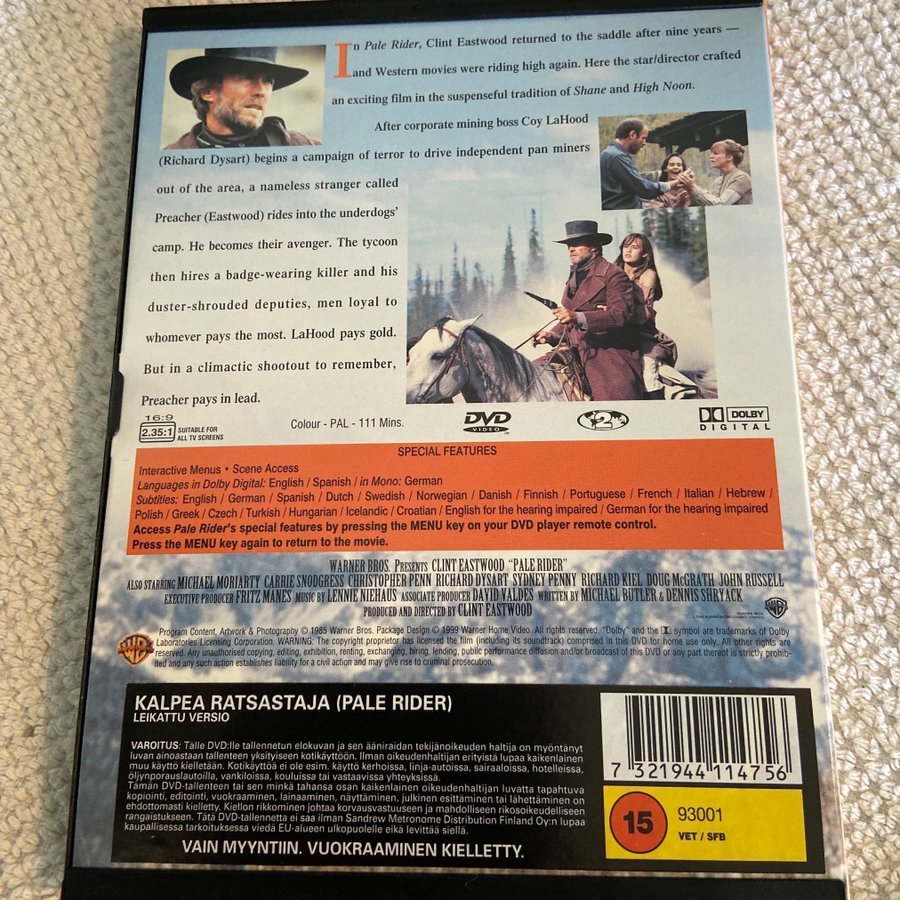 In Pale Rider, Clint Eastwood returned to the saddle after nine years —
and Western movies were riding high again. Here the star/director crafted
an exciting film in the suspenseful tradition of Shane and High Noon.
After corporate mining boss Coy LaHood
(Richard Dysart) begins a campaign of terror to drive independent pan miners
out of the area, a nameless stranger called
Preacher (Eastwood) rides into the underdogs'
camp. He becomes their avenger. The tycoon
then hires a badge-wearing killer and his
duster-shrouded deputies, men loyal to
whomever pays the most. LaHood pays gold.
But in a climactic shootout to remember,
Preacher pays in lead.
16:9
2.35:1
SUITABLE FOR
ALL TV SCREENS
Colour - PAL - 111 Mins.
DVD
VIDEO
2
DOLBY
DIGITAL
SPECIAL FEATURES
Interactive Menus • Scene Access
Languages in Dolby Digital: English / Spanish / in Mono: German
Subtitles: English / German / Spanish / Dutch / Swedish / Norwegian / Danish / Finnish / Portuguese / French / Italian / Hebrew /
Polish / Greek / Czech / Turkish / Hungarian / Icelandic / Croatian / English for the hearing impaired / German for the hearing impaired
Access Pale Rider's special features by pressing the MENU key on your DVD player remote control.
Press the MENU key again to return to the movie.
WARNER BROS. PRESENTS CLINT EASTWOOD "PALE RIDER"
ALSO STARRING MICHAEL MORIARTY CARRIE SNODGRESS CHRISTOPHER PENN RICHARD DYSART SYDNEY PENNY RICHARD KIEL DOUG McGRATH JOHN RUSSELL
EXECUTIVE PRODUCER FRITZ MANES MUSIC BY LENNIE NIEHAUS ASSOCIATE PRODUCER DAVID VALDES WRITTEN BY MICHAEL BUTLER & DENNIS SHRYACK
PRODUCED AND DIRECTED BY CLINT EASTWOOD
Program Content, Artwork & Photography © 1985 Warner Bros. Package Design © 1999 Warner Home Video. All rights reserved. "Dolby" and the symbol are trademarks of Dolby
Laboratories Licensing Corporation. WARNING: The copyright proprietor has licensed the film (including its soundtrack) comprised in this DVD for home use only. All other rights are
reserved. Any unauthorised copying, editing, exhibition, renting, exchanging, hiring, lending, public performance diffusion and/or broadcast of this DVD or any part thereof is strictly prohib-
ited and any such action establishes liability for a civil action and may give rise to criminal prosecution.
KALPEA RATSASTAJA (PALE RIDER)
LEIKATTU VERSIO
VAROITUS: Tälle DVD:lle tallennetun elokuvan ja sen ääniraidan tekijänoikeuden haltija on myöntänyt
luvan ainoastaan tallenteen yksityiseen kotikäyttöön. Ilman oikeudenhaltijan erityistä lupaa kaikenlainen
muu käyttö kielletään. Kotikäyttöä ei ole esim. käyttö kerhoissa, linja-autoissa, sairaaloissa, hotelleissa,
öljynporauslautoilla, vankiloissa, kouluissa tai vastaavissa yhteyksissä.
Tämän DVD-tallenteen tai sen minkä tahansa osan kaikenlainen oikeudenhaltijan luvatta tapahtuva
kopiointi, editointi, vuokraaminen, lainaaminen, näyttäminen, julkinen esittäminen tai lähettäminen on
ehdottomasti kielletty. Kiellon rikkominen johtaa korvausvastuuseen ja mahdolliseen rikosoikeudelliseen
rangaistukseen. Tätä DVD-tallennetta ei saa ilman Sandrew Metronome Distribution Finland Oy:n lupaa
kaupallisessa tarkoituksessa viedä EU-alueen ulkopuolelle eikä levittää siellä.
VAIN MYYNTIIN. VUOKRAAMINEN KIELLETTY.
7 321944 114756
15
93001
VET / SFB